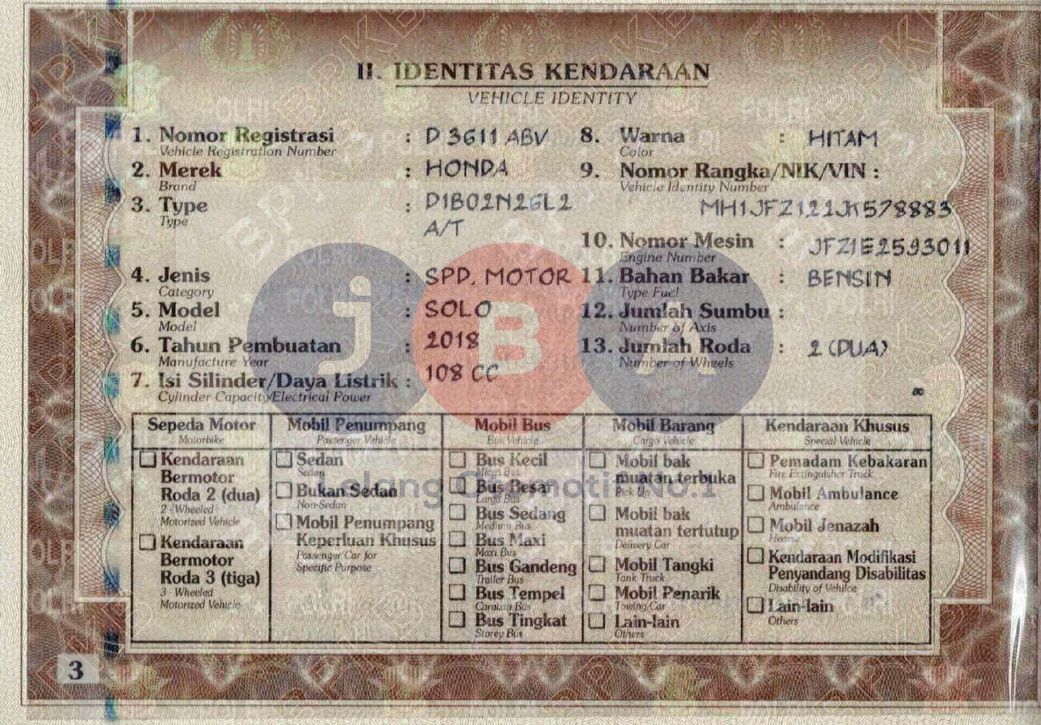 II. IDENTITAS KENDARAAN
VEHICLE IDENTITY
1. Nomor Registrasi : D 3611 ABV
Vehicle Registration Number
2. Merek : HONDA
Brand
3. Type : D1B02N26L2
Type
A/T
4. Jenis : SPD. MOTOR
Category
5. Model : SOLO
Model
6. Tahun Pembuatan : 2018
Manufacture Year
7. Isi Silinder/Daya Listrik : 108 CC
Cylinder Capacity/Electrical Power
8. Warna : HITAM
Color
9. Nomor Rangka/NIK/VIN :
Vehicle Identity Number
MH1JFZ122JK578883
10. Nomor Mesin : JFZ1E2593011
Engine Number
11. Bahan Bakar : BENSIN
Type Fuel
12. Jumlah Sumbu :
Number of Axis
13. Jumlah Roda : 2 (DUA)
Number of Wheels
jBA
Lelang Otomotif No.1
Sepeda Motor
Motorbike
Kendaraan
Bermotor
Roda 2 (dua)
2 - Wheeled
Motorized Vehicle
Kendaraan
Bermotor
Roda 3 (tiga)
3 - Wheeled
Motorized Vehicle
Mobil Penumpang
Passenger Vehicle
Sedan
Sedan
Bukan Sedan
Non-Sedan
Mobil Penumpang
Keperluan Khusus
Passenger Car for
Specific Purpose
Mobil Bus
Bus Vehicle
Bus Kecil
Micro Bus
Bus Besar
Large Bus
Bus Sedang
Medium Bus
Bus Maxi
Maxi Bus
Bus Gandeng
Trailer Bus
Bus Tempel
Caravan Bus
Bus Tingkat
Storey Bus
Mobil Barang
Cargo Vehicle
Mobil bak
muatan terbuka
Pick Up
Mobil bak
muatan tertutup
Delivery Car
Mobil Tangki
Tank Truck
Mobil Penarik
Towing Car
Lain-lain
Others
Kendaraan Khusus
Special Vehicle
Pemadam Kebakaran
Fire Extinguisher Truck
Mobil Ambulance
Ambulance
Mobil Jenazah
Hearse
Kendaraan Modifikasi
Penyandang Disabilitas
Disability of Vehilce
Lain-lain
Others
3